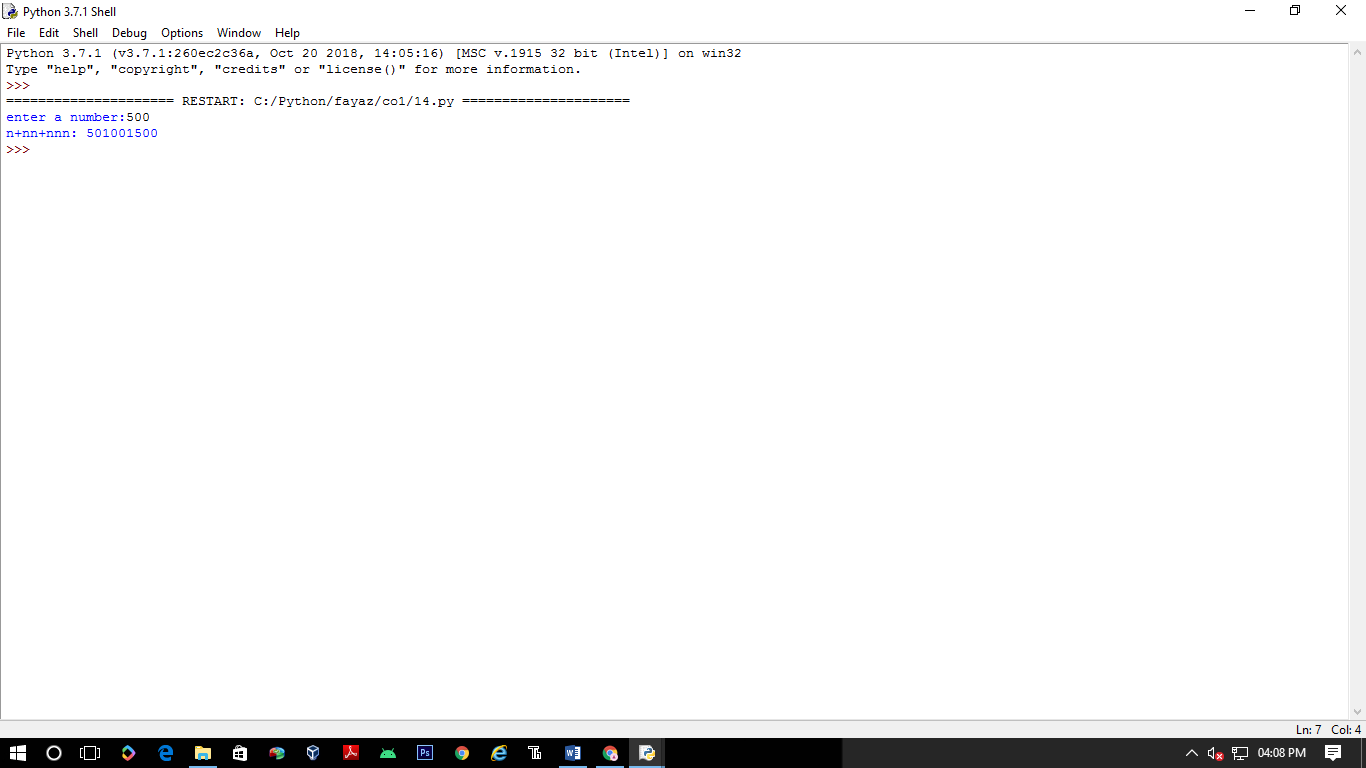 Python 3.7.1 Shell
File Edit Shell Debug Options Window Help
Python 3.7.1 (v3.7.1:260ec2c36a, Oct 20 2018, 14:05:16) [MSC v.1915 32 bit (Intel)] on win32
Type "help", "copyright", "credits" or "license()" for more information.
>>>
===================== RESTART: C:/Python/fayaz/co1/14.py =====================
enter a number:500
n+nn+nnn: 501001500
>>>
Ln: 7 Col: 4
Ps
04:08 PM